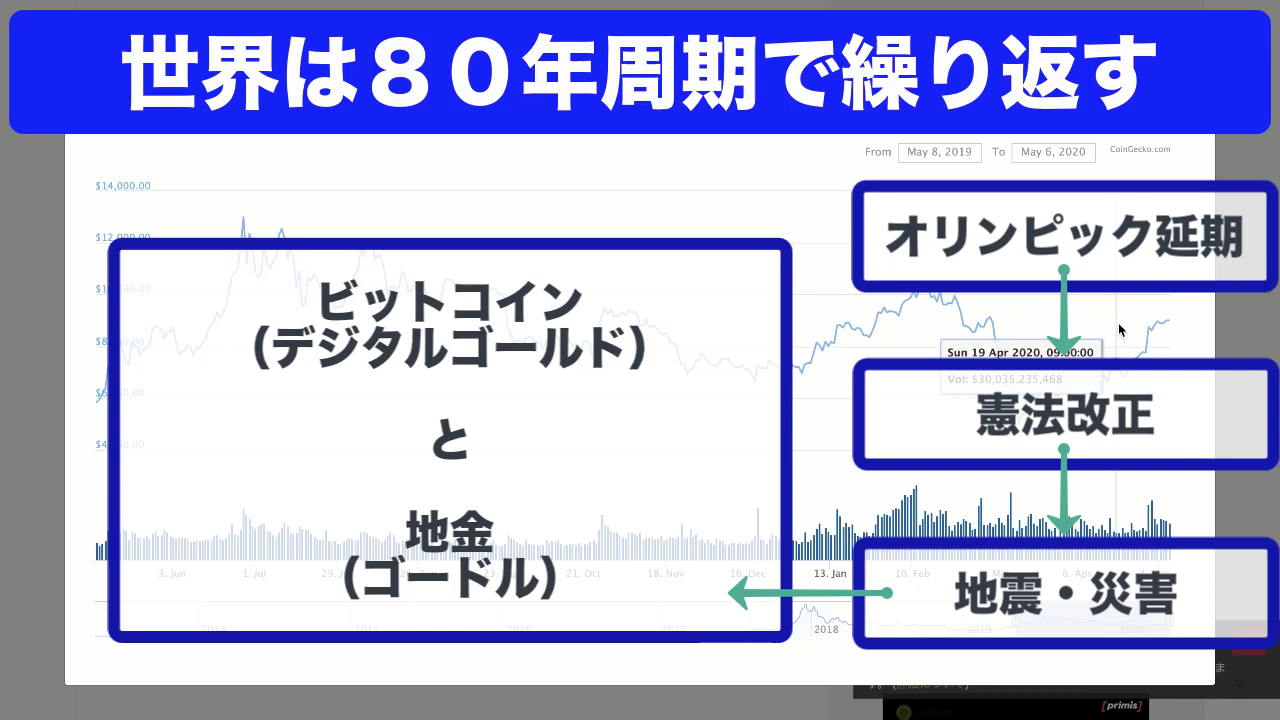 世界は８０年周期で繰り返す
From May 8, 2019 To May 6, 2020 CoinGecko.com
$14,000.00
オリンピック延期
ビットコイン
(デジタルゴールド)
Sun 19 Apr 2020, 09:00:00
Vol: $30,035,235,468
憲法改正
と
地金
(ゴードル)
地震・災害
3. Jun 1. Jul 21. Oct 18. Nov 16. Dec 13. Jan 10. Feb
2014 2015 2016 2017 2018 2019 2020
[primis]